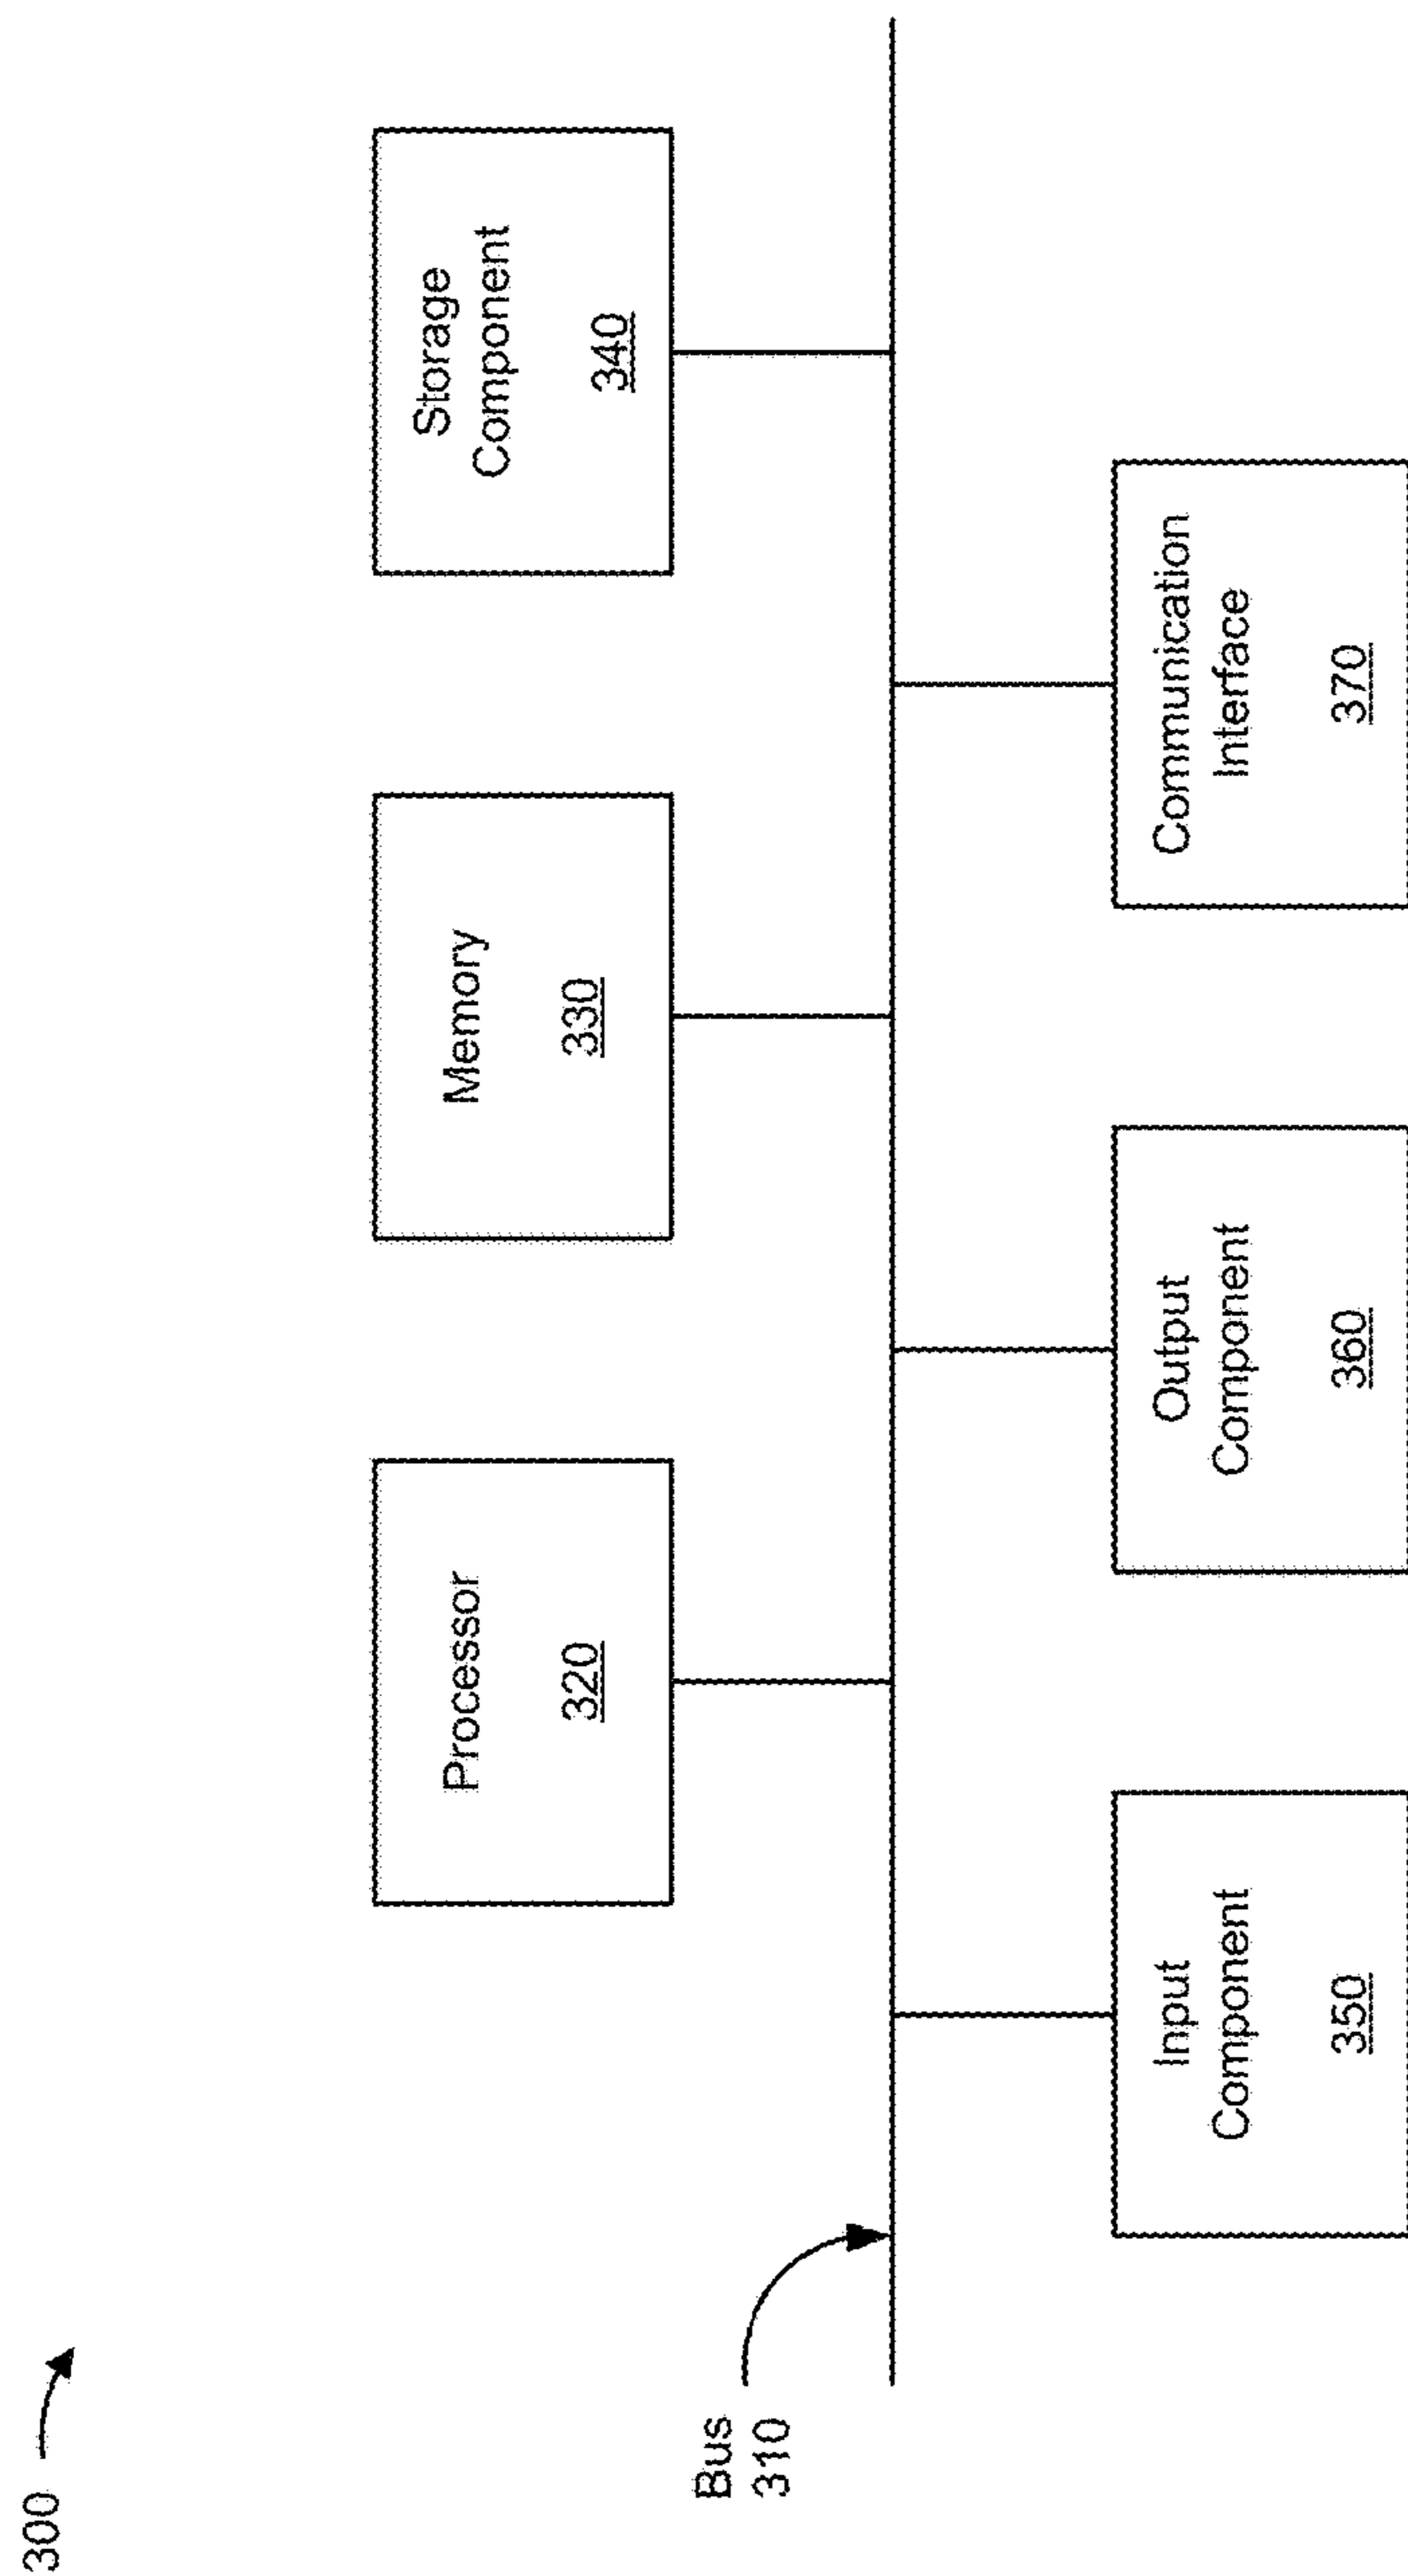 300
Processor
320
Memory
330
Storage
Component
340
Bus
310
Input
Component
350
Output
Component
360
Communication
Interface
370